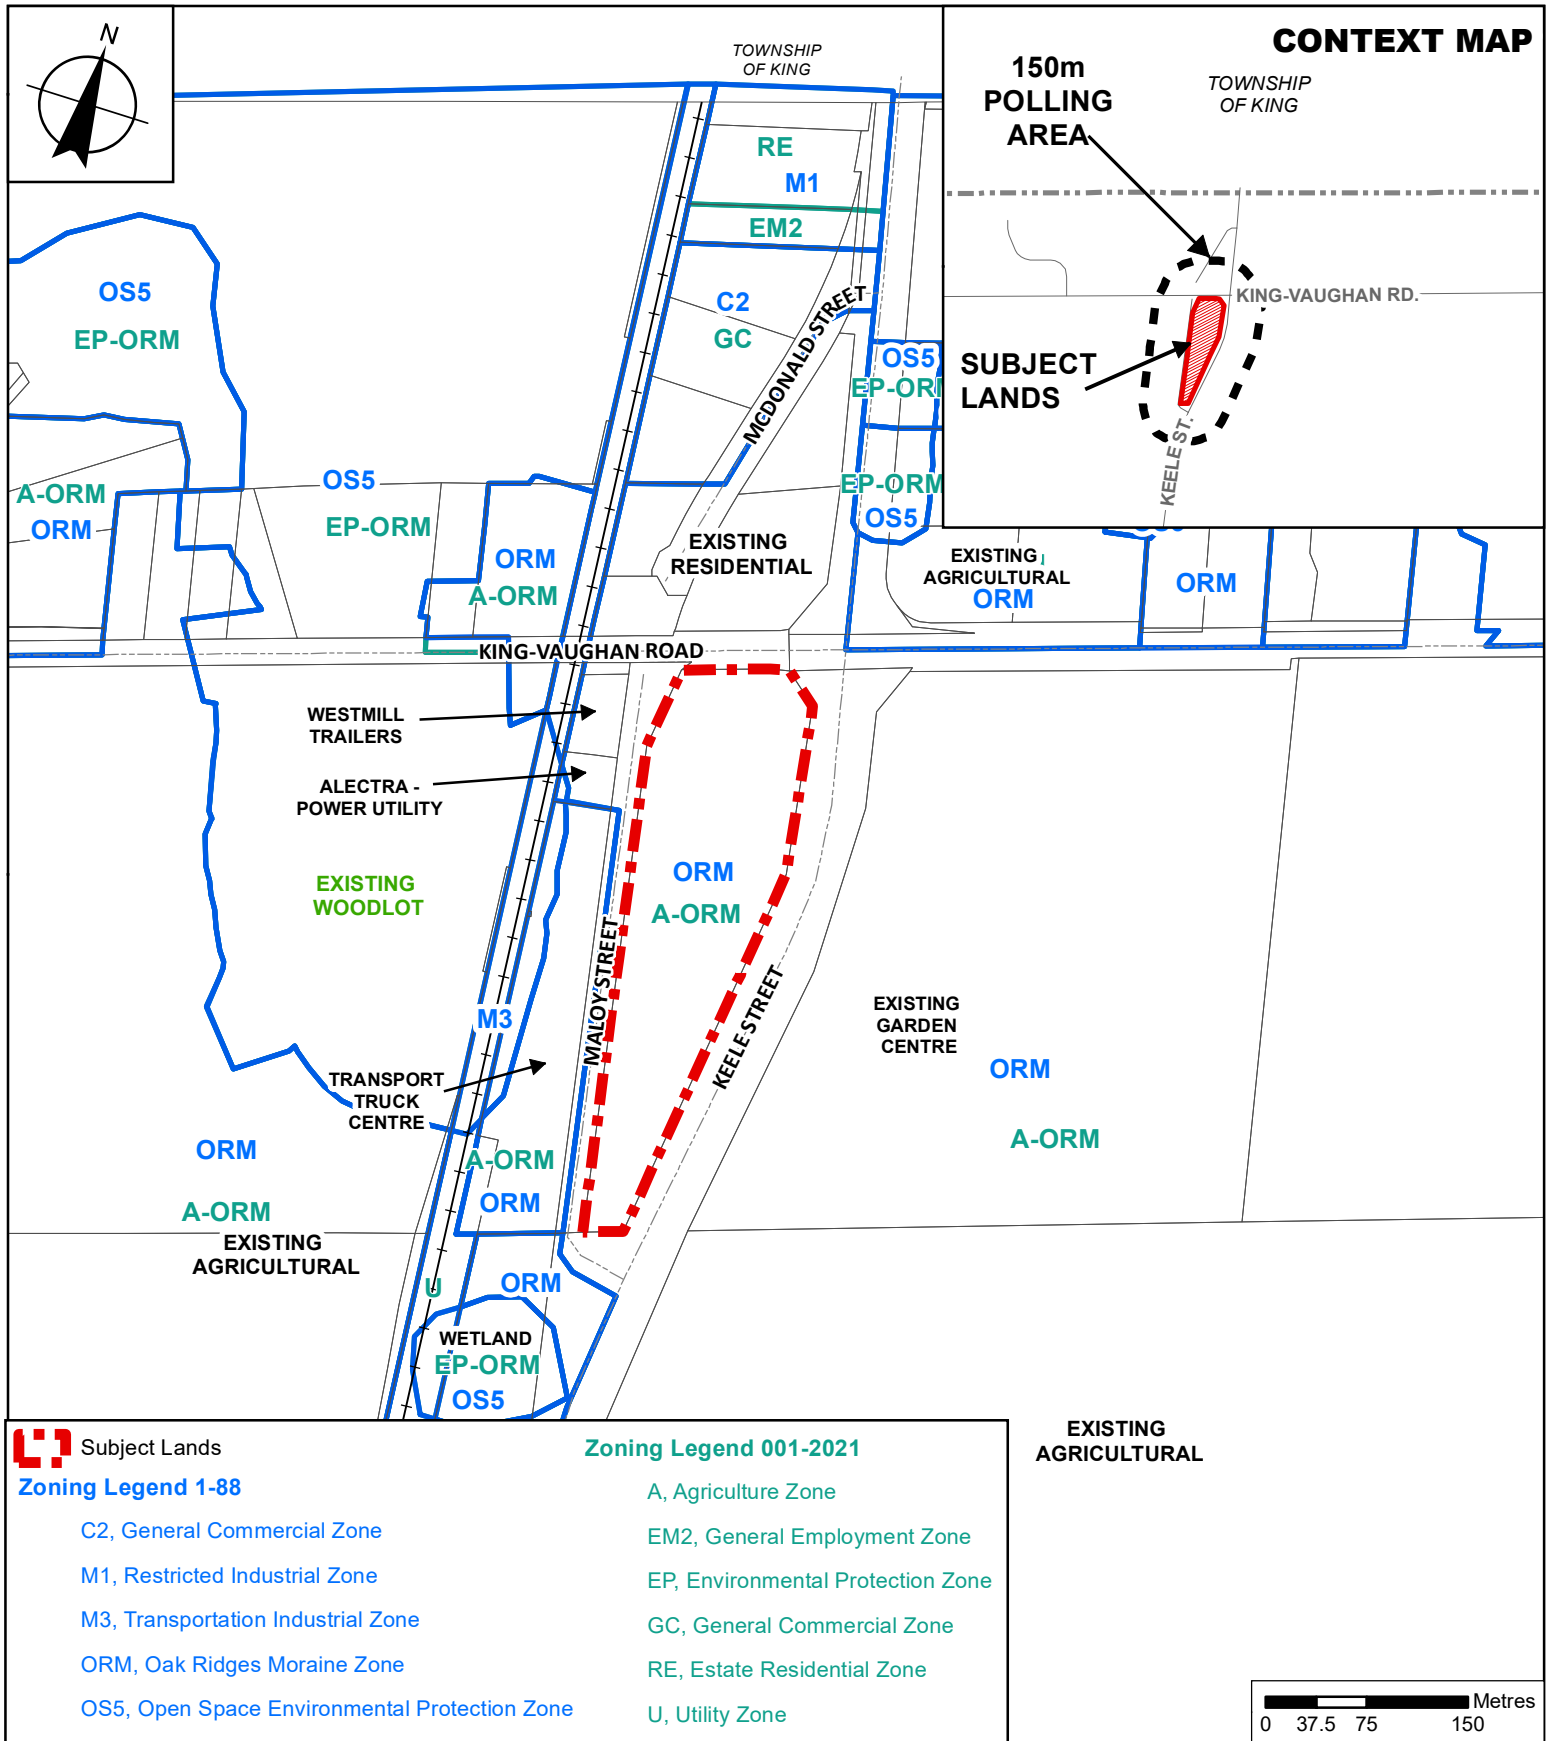 N
TOWNSHIP
OF KING
CONTEXT MAP
150m
POLLING
AREA
TOWNSHIP
OF KING
KING-VAUGHAN RD.
SUBJECT
LANDS
KEELE ST.
RE
M1
EM2
C2
GC
MCDONALD STREET
OS5
EP-ORM
OS5
EP-OR
EP-ORM
OS5
A-ORM
ORM
OS5
EP-ORM
ORM
A-ORM
EXISTING
RESIDENTIAL
EXISTING
AGRICULTURAL
ORM
ORM
KING-VAUGHAN ROAD
WESTMILL
TRAILERS
ALECTRA -
POWER UTILITY
EXISTING
WOODLOT
ORM
A-ORM
MALOY STREET
KEELE STREET
M3
EXISTING
GARDEN
CENTRE
ORM
A-ORM
TRANSPORT
TRUCK
CENTRE
ORM
A-ORM
A-ORM
ORM
EXISTING
AGRICULTURAL
U
ORM
WETLAND
EP-ORM
OS5
EXISTING
AGRICULTURAL
Subject Lands
Zoning Legend 1-88
C2, General Commercial Zone
M1, Restricted Industrial Zone
M3, Transportation Industrial Zone
ORM, Oak Ridges Moraine Zone
OS5, Open Space Environmental Protection Zone
Zoning Legend 001-2021
A, Agriculture Zone
EM2, General Employment Zone
EP, Environmental Protection Zone
GC, General Commercial Zone
RE, Estate Residential Zone
U, Utility Zone
Metres
0 37.5 75 150